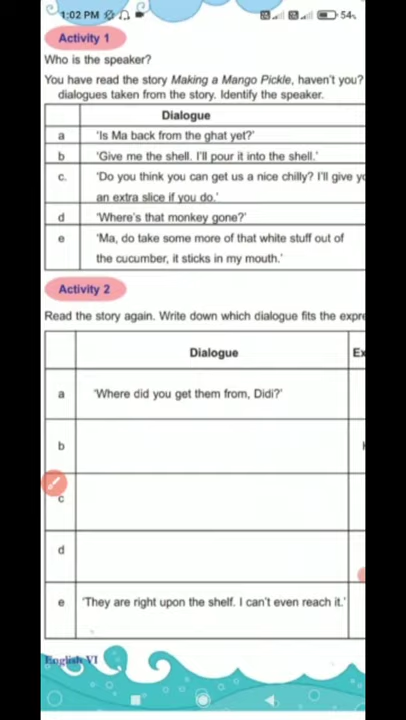 1:02 PM
54%
Activity 1
Who is the speaker?
You have read the story Making a Mango Pickle, haven't you?
dialogues taken from the story. Identify the speaker.
Dialogue
a 'Is Ma back from the ghat yet?'
b 'Give me the shell. I'll pour it into the shell.'
c. 'Do you think you can get us a nice chilly? I'll give yo
an extra slice if you do.'
d 'Where's that monkey gone?'
e 'Ma, do take some more of that white stuff out of
the cucumber, it sticks in my mouth.'
Activity 2
Read the story again. Write down which dialogue fits the expre
Dialogue Ex
a 'Where did you get them from, Didi?'
b
c
d
e 'They are right upon the shelf. I can't even reach it.'
English VI